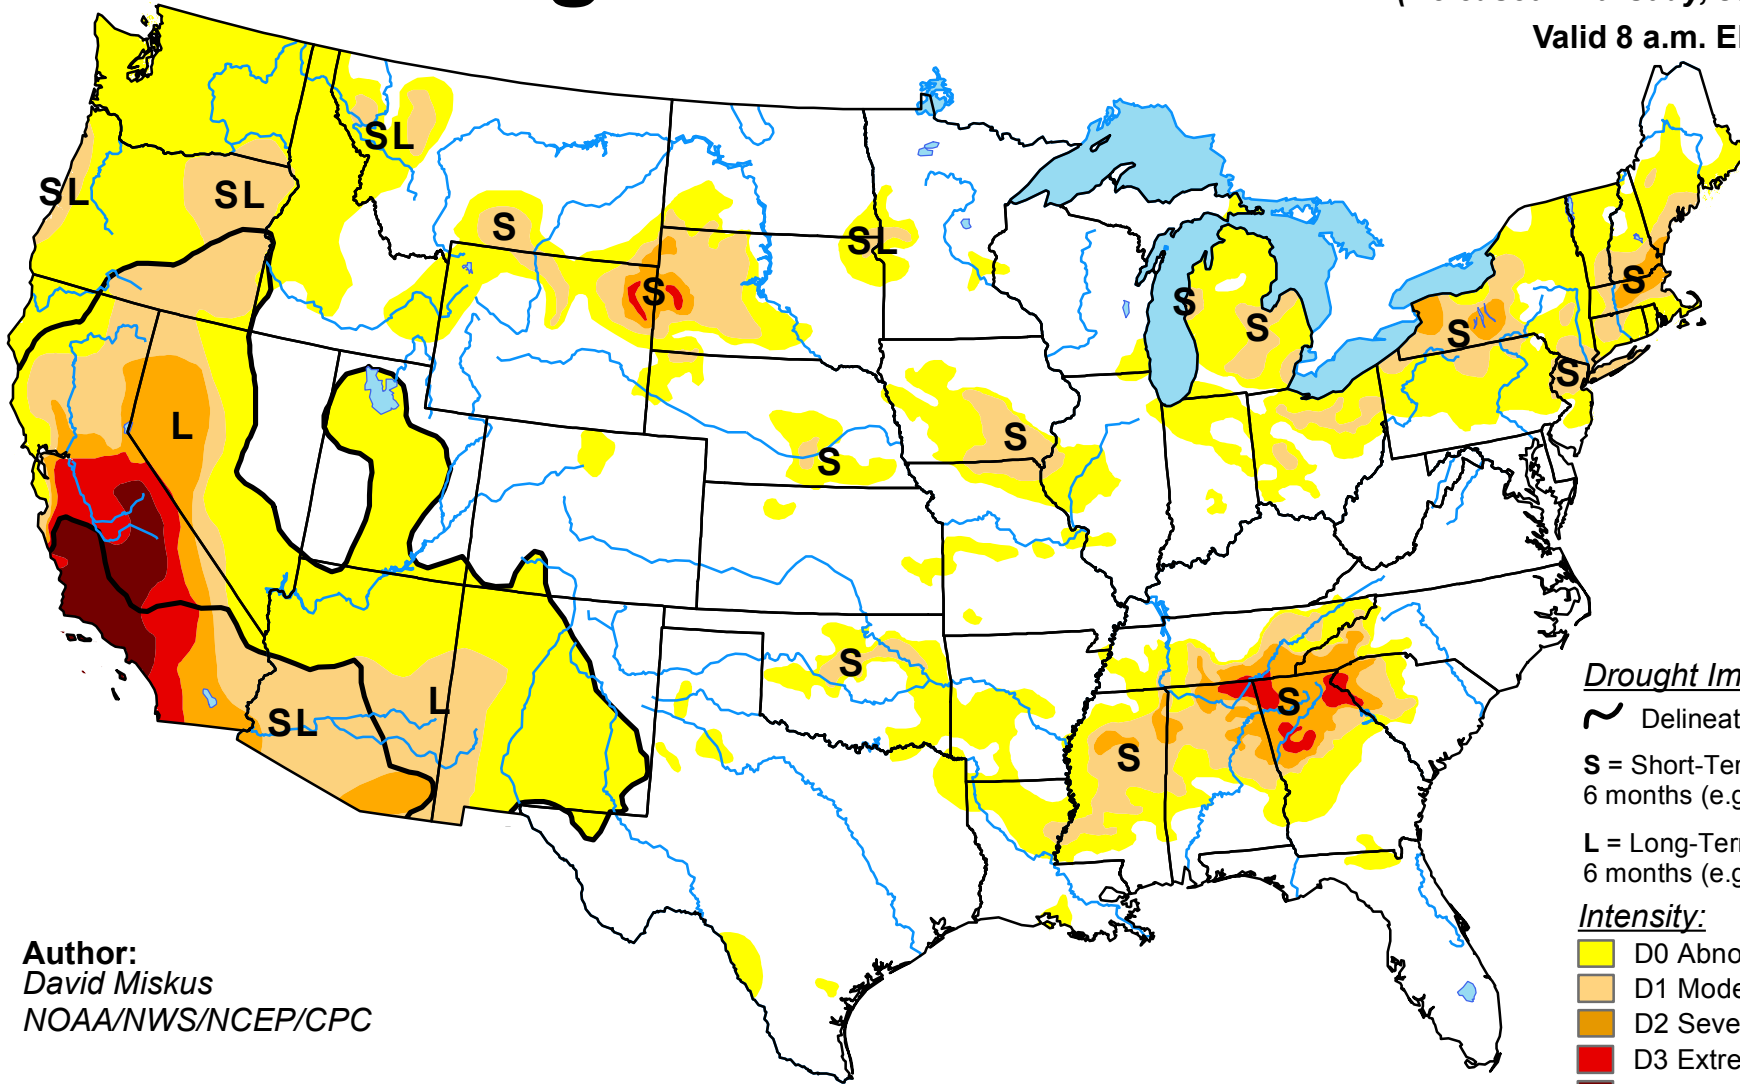 Valid 8 a.m.
SL
SL
SL
S
SL
S
S
S
S
S
S
S
L
S
S
S
S
L
SL
S
S
Drought
Delineat
S = Short-Ter
6 months (e.g
L = Long-Ter
6 months (e.g
Intensity:
D0 Abno
D1 Mode
D2 Seve
D3 Extre
Author:
David Miskus
NOAA/NWS/NCEP/CPC